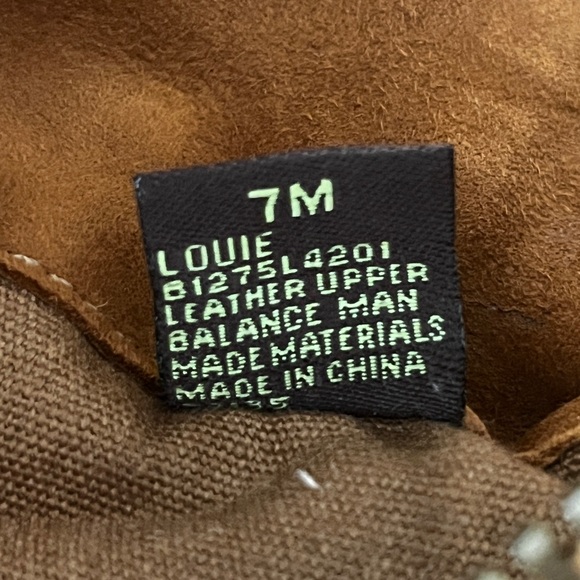 7M
LOUIE
B1275L4201
LEATHER UPPER
BALANCE MAN
MADE MATERIALS
MADE IN CHINA